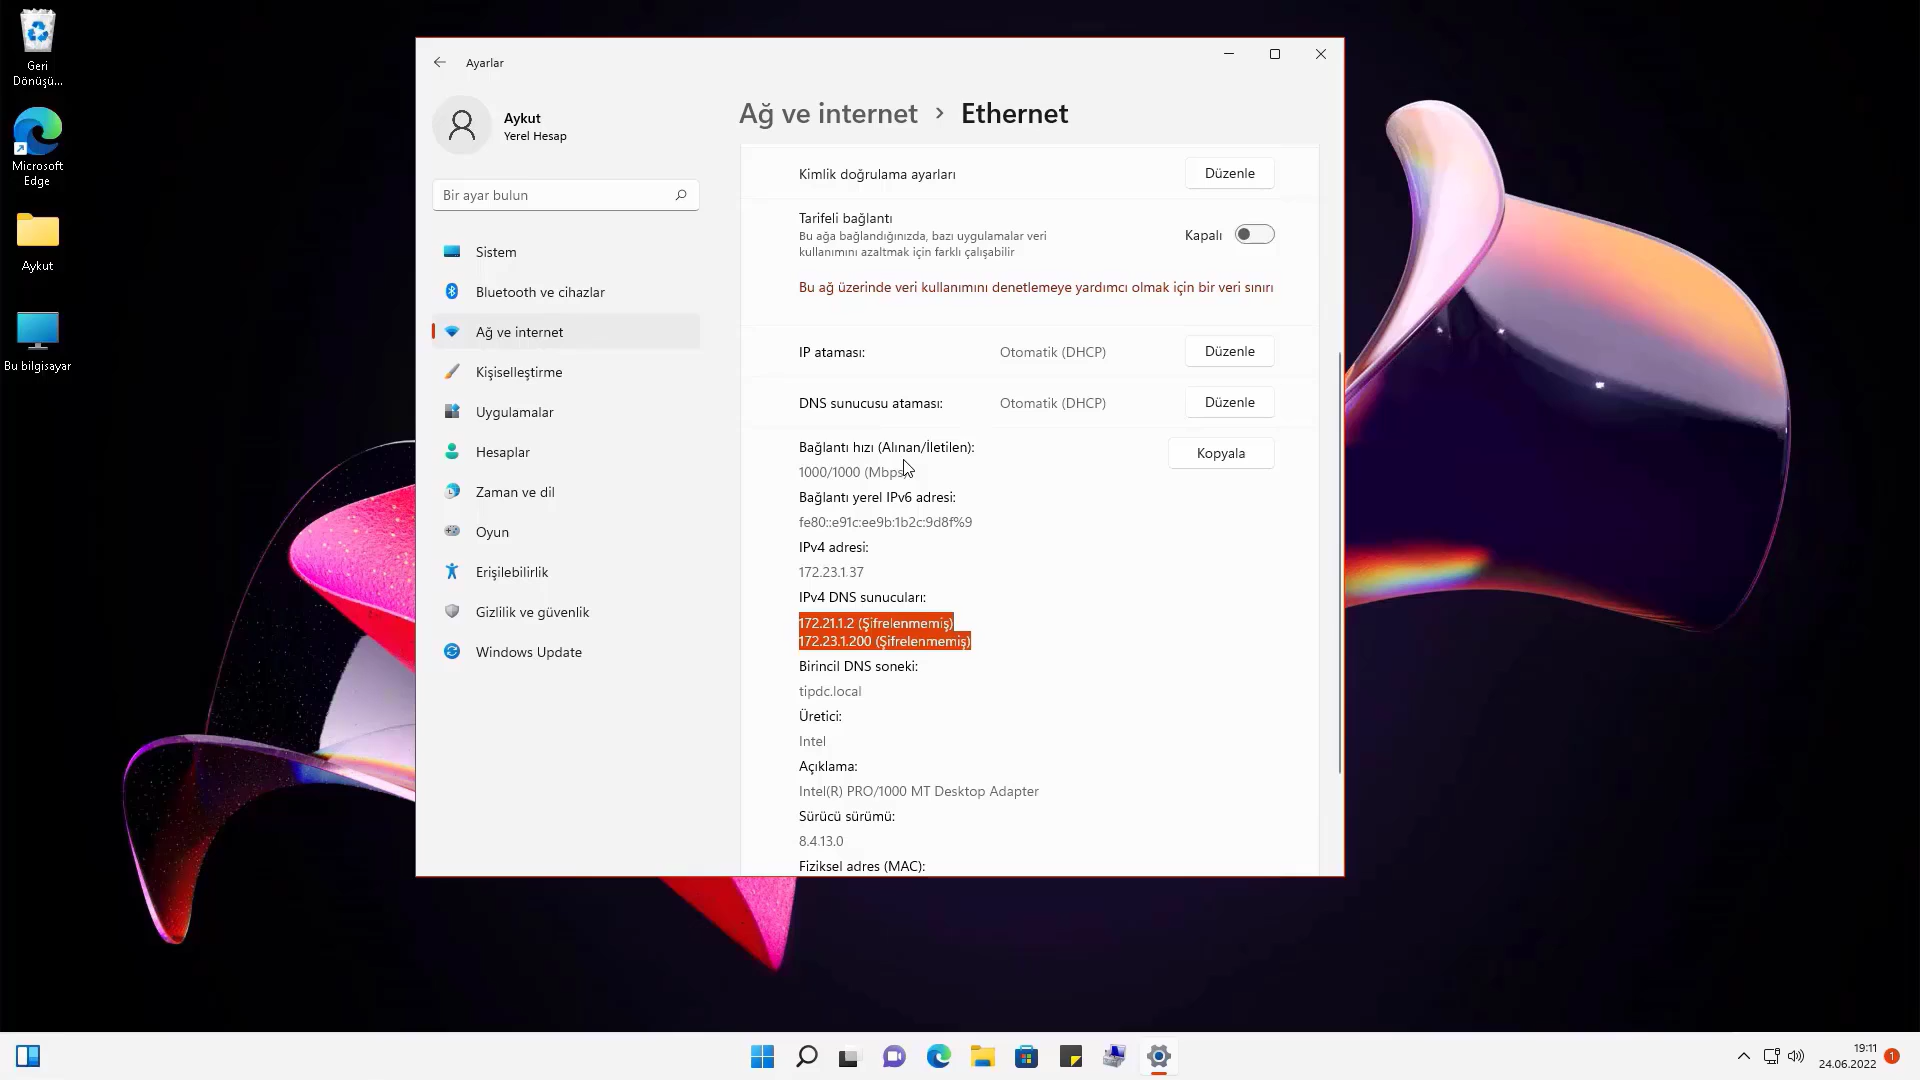 Geri
Dönüşü...
Microsoft
Edge
Aykut
Bu bilgisayar
Ayarlar
Aykut
Yerel Hesap
Bir ayar bulun
Sistem
Bluetooth ve cihazlar
Ağ ve internet
Kişiselleştirme
Uygulamalar
Hesaplar
Zaman ve dil
Oyun
Erişilebilirlik
Gizlilik ve güvenlik
Windows Update
Ağ ve internet › Ethernet
Kimlik doğrulama ayarları Düzenle
Tarifeli bağlantı
Bu ağa bağlandığınızda, bazı uygulamalar veri
kullanımını azaltmak için farklı çalışabilir
Kapalı
Bu ağ üzerinde veri kullanımını denetlemeye yardımcı olmak için bir veri sınırı
IP ataması: Otomatik (DHCP) Düzenle
DNS sunucusu ataması: Otomatik (DHCP) Düzenle
Bağlantı hızı (Alınan/İletilen): Kopyala
1000/1000 (Mbps)
Bağlantı yerel IPv6 adresi:
fe80::e91c:ee9b:1b2c:9d8f%9
IPv4 adresi:
172.23.1.37
IPv4 DNS sunucuları:
172.21.1.2 (Şifrelenmemiş)
172.23.1.200 (Şifrelenmemiş)
Birincil DNS soneki:
tipdc.local
Üretici:
Intel
Açıklama:
Intel(R) PRO/1000 MT Desktop Adapter
Sürücü sürümü:
8.4.13.0
Fiziksel adres (MAC):
19:11
24.06.2022
1